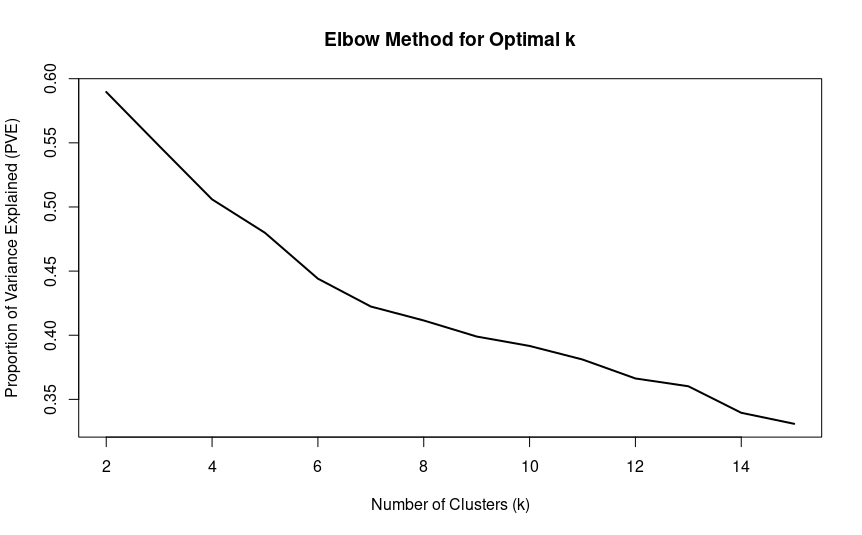 Elbow Method for Optimal k
Proportion of Variance Explained (PVE)
0.60
0.55
0.50
0.45
0.40
0.35
2 4 6 8 10 12 14
Number of Clusters (k)